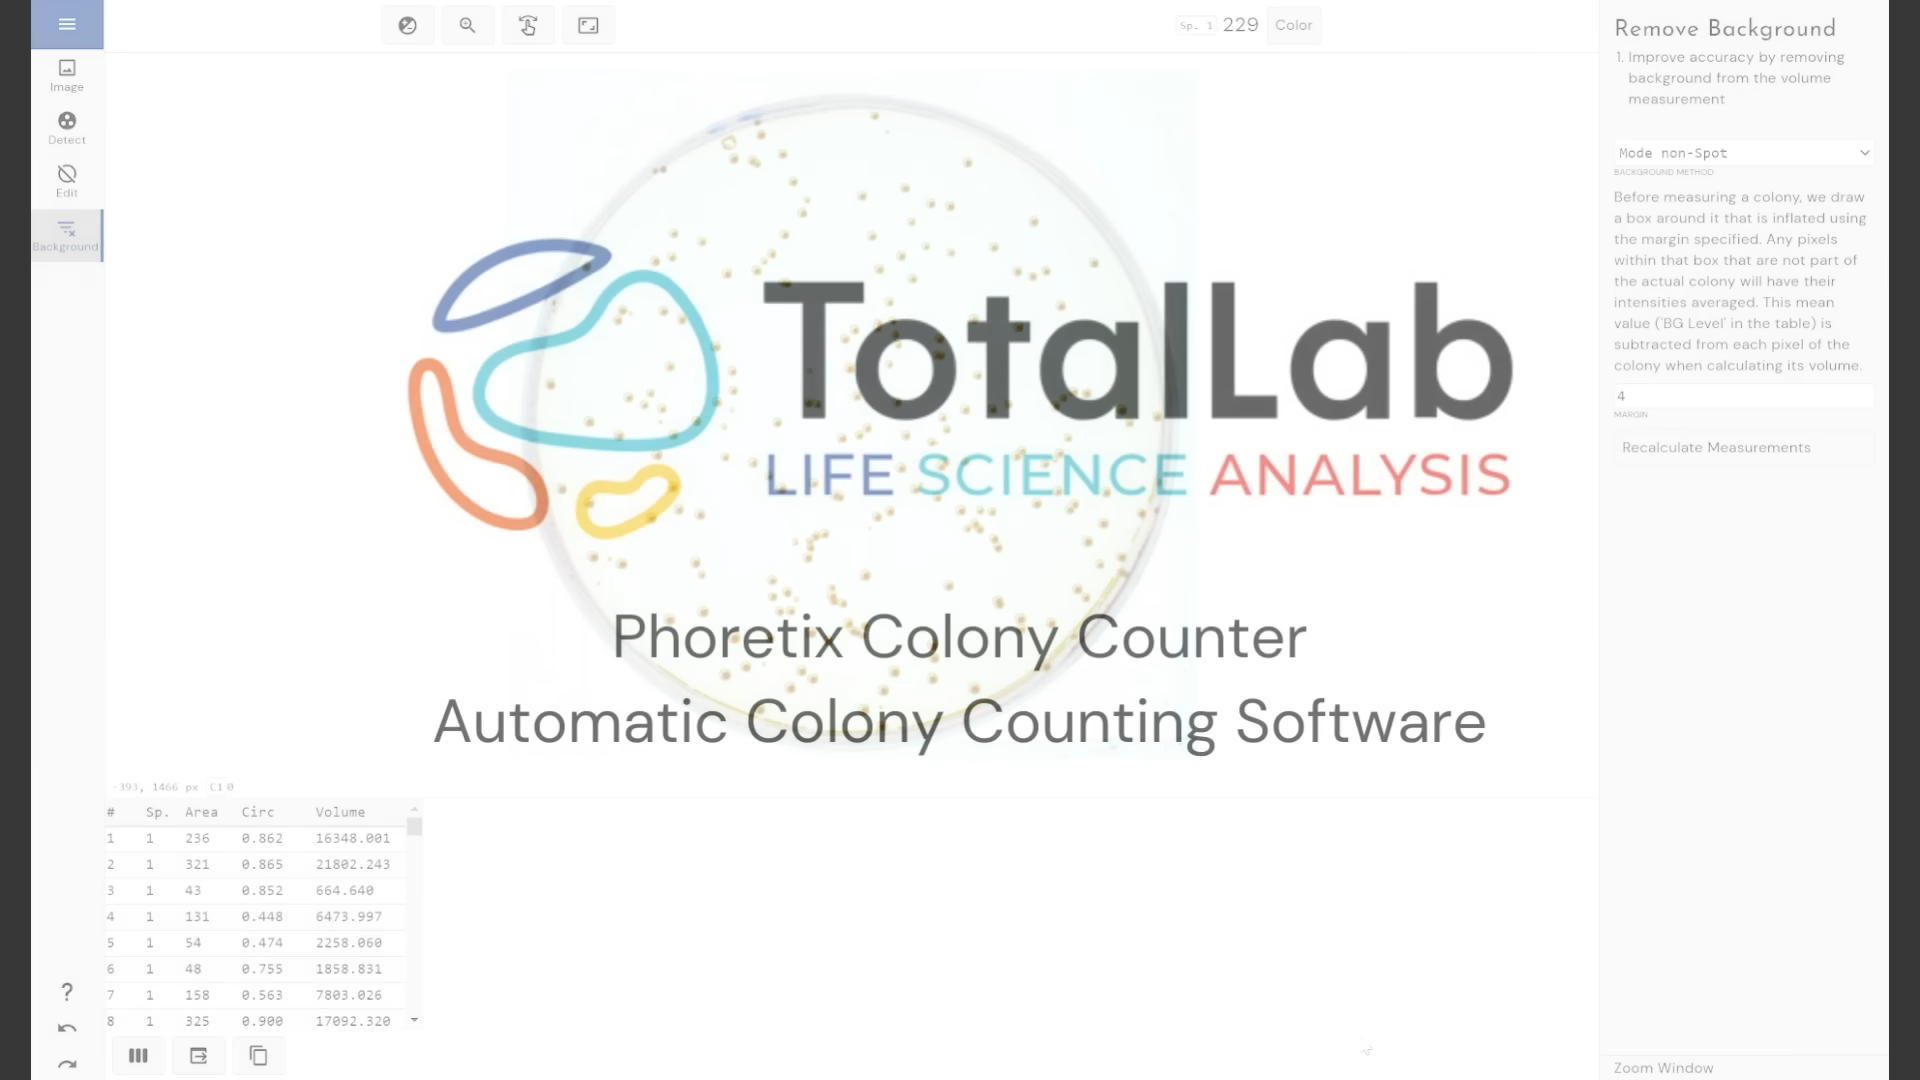 Image
Detect
Edit
Background
Sp. 1 229 Color
Remove Background
1. Improve accuracy by removing
background from the volume
measurement
Mode non-Spot
BACKGROUND METHOD
Before measuring a colony, we draw
a box around it that is inflated using
the margin specified. Any pixels
within that box that are not part of
the actual colony will have their
intensities averaged. This mean
value ('BG Level' in the table) is
subtracted from each pixel of the
colony when calculating its volume.
4
MARGIN
Recalculate Measurements
TotalLab
LIFE SCIENCE ANALYSIS
Phoretix Colony Counter
Automatic Colony Counting Software
-393, 1466 px C1 0
# Sp. Area Circ Volume
1 1 236 0.862 16348.001
2 1 321 0.865 21802.243
3 1 43 0.852 664.640
4 1 131 0.448 6473.997
5 1 54 0.474 2258.060
6 1 48 0.755 1858.831
7 1 158 0.563 7803.026
8 1 325 0.900 17092.320
?
Zoom Window